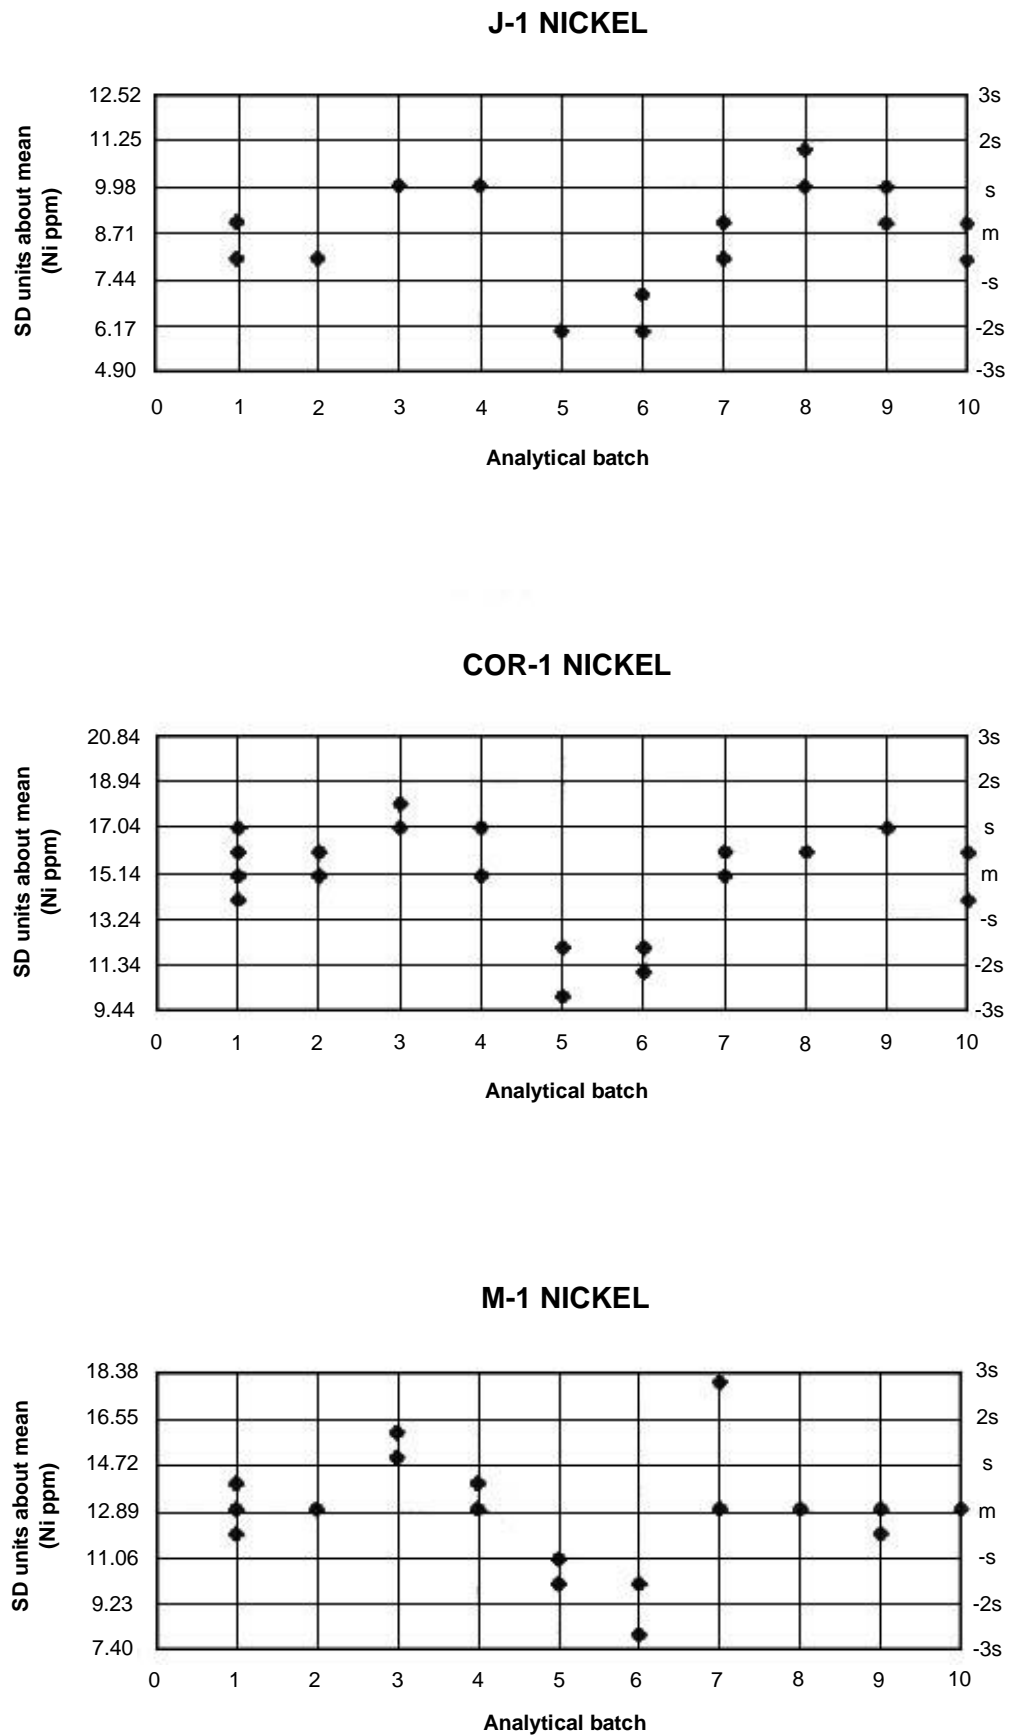 J-1 NICKEL
12.52 3s
11.25 2s
9.98 s
8.71 m
7.44 -s
6.17 -2s
4.90 -3s
SD units about mean
(Ni ppm)
0 1 2 3 4 5 6 7 8 9 10
Analytical batch
COR-1 NICKEL
20.84 3s
18.94 2s
17.04 s
15.14 m
13.24 -s
11.34 -2s
9.44 -3s
SD units about mean
(Ni ppm)
0 1 2 3 4 5 6 7 8 9 10
Analytical batch
M-1 NICKEL
18.38 3s
16.55 2s
14.72 s
12.89 m
11.06 -s
9.23 -2s
7.40 -3s
SD units about mean
(Ni ppm)
0 1 2 3 4 5 6 7 8 9 10
Analytical batch